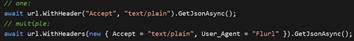 // one:
await url.WithHeader("Accept", "text/plain").GetJsonAsync();
// multiple:
await url.WithHeaders(new { Accept = "text/plain", User_Agent = "Flurl" }).GetJsonAsync();